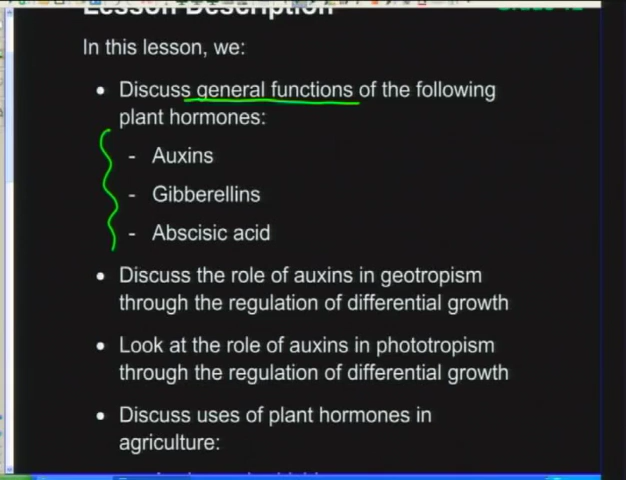 Lesson Description
In this lesson, we:
• Discuss general functions of the following
plant hormones:
- Auxins
- Gibberellins
- Abscisic acid
• Discuss the role of auxins in geotropism
through the regulation of differential growth
• Look at the role of auxins in phototropism
through the regulation of differential growth
• Discuss uses of plant hormones in
agriculture: